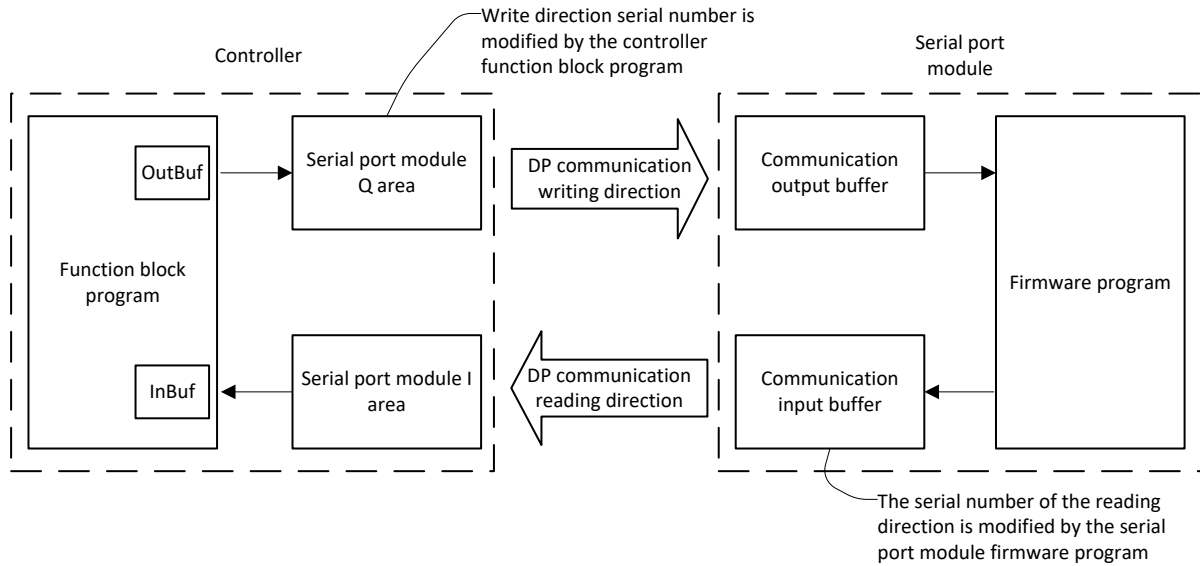 Write direction serial number is
modified by the controller
function block program
Controller
Serial port
module
OutBuf
Serial port module
Q area
DP communication
writing direction
Communication
output buffer
Function block
program
Firmware program
InBuf
Serial port module I
area
DP communication
reading direction
Communication
input buffer
The serial number of the reading
direction is modified by the serial
port module firmware program